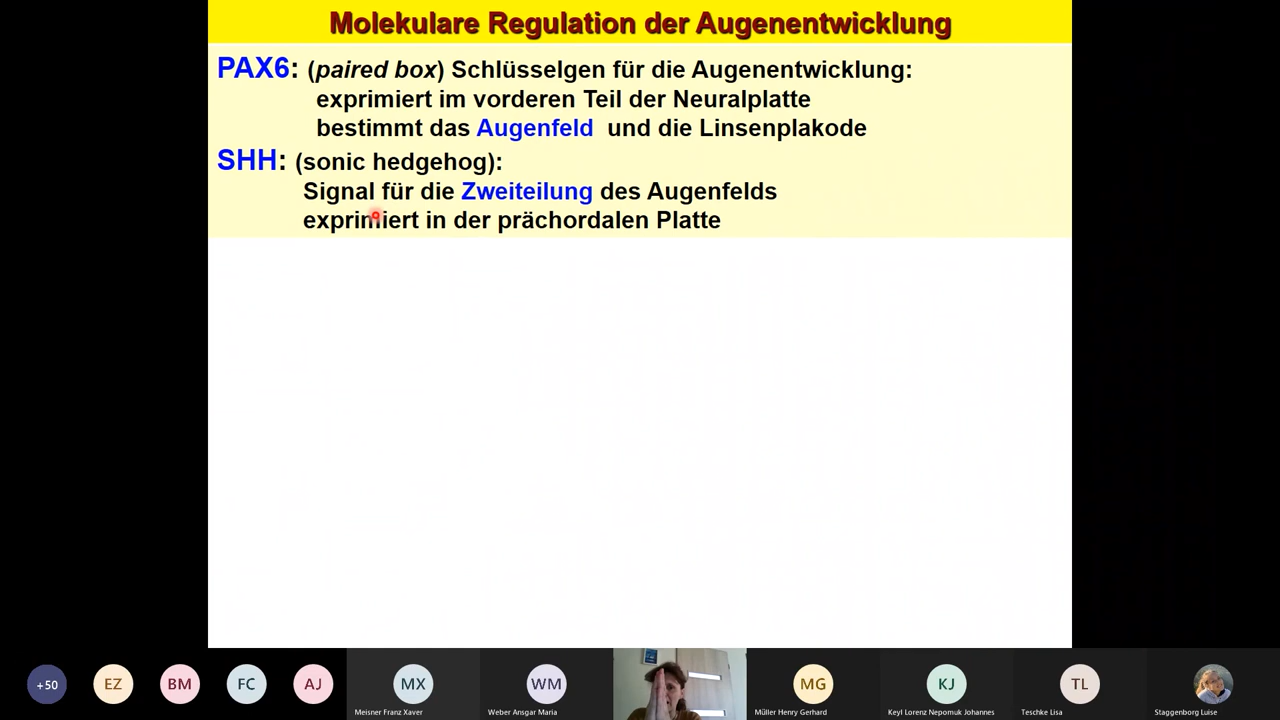 Molekulare Regulation der Augenentwicklung
PAX6: (paired box) Schlüsselgen für die Augenentwicklung:
exprimiert im vorderen Teil der Neuralplatte
bestimmt das Augenfeld und die Linsenplakode
SHH: (sonic hedgehog):
Signal für die Zweiteilung des Augenfelds
exprimiert in der prächordalen Platte
+50
EZ
BM
FC
AJ
MX
WM
MG
KJ
TL
Meisner Franz Xaver
Weber Ansgar Maria
Müller Henry Gerhard
Keyl Lorenz Nepomuk Johannes
Teschke Lisa
Staggenborg Luise